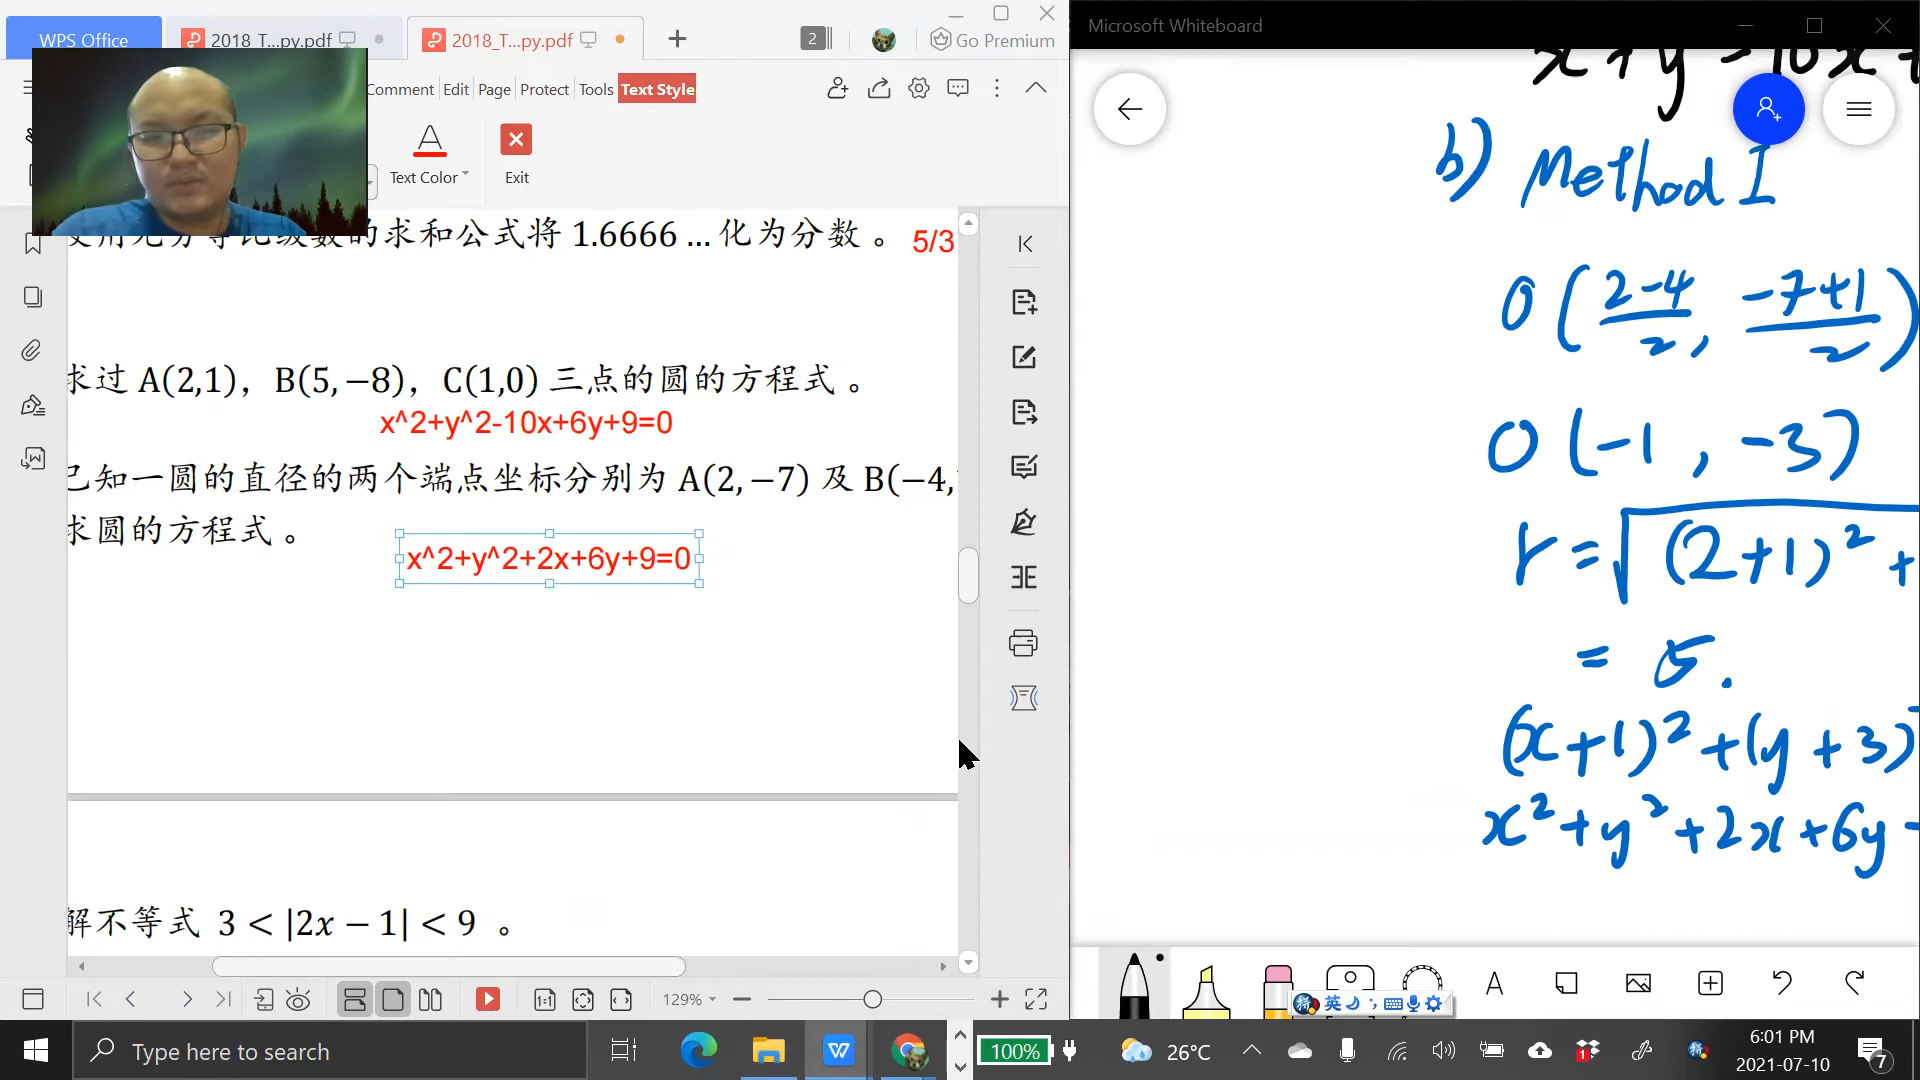 WPS Office
2018 T...py.pdf
2018_T...py.pdf
2
Go Premium
Comment Edit Page Protect Tools Text Style
Text Color
Exit
的求和公式将 1.6666 … 化为分数 。 5/3
求过 A(2,1)，B(5,−8)，C(1,0) 三点的圆的方程式 。
x^2+y^2-10x+6y+9=0
已知一圆的直径的两个端点坐标分别为 A(2,−7) 及 B(−4,
求圆的方程式 。
x^2+y^2+2x+6y+9=0
解不等式 3 < |2x − 1| < 9 。
129%
Microsoft Whiteboard
b) Method I
O (2-4/2, -7+1/2)
O (-1, -3)
r = √(2+1)² +
= 5.
(x+1)² + (y+3)
x² + y² + 2x + 6y
英
Type here to search
100%
26°C
1
6:01 PM
2021-07-10
7